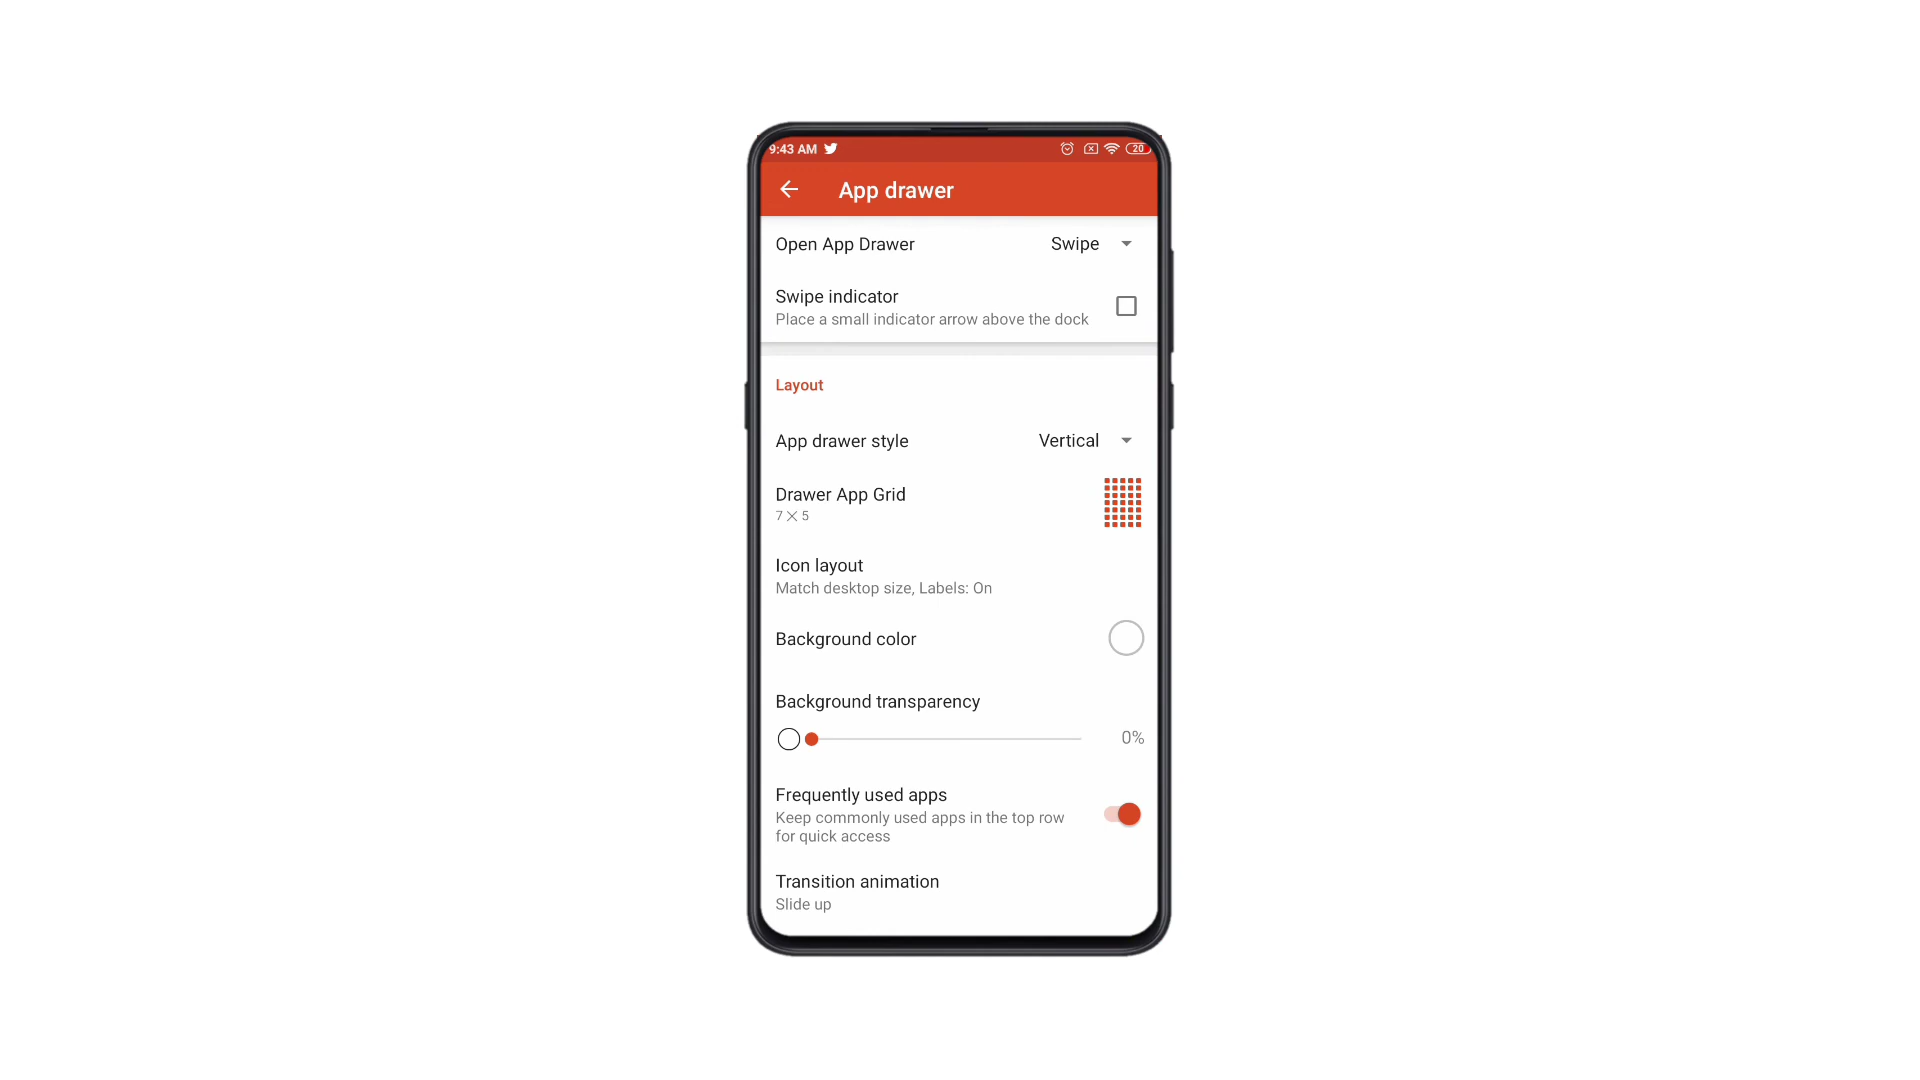 9:43 AM
20
App drawer
Open App Drawer
Swipe
Swipe indicator
Place a small indicator arrow above the dock
Layout
App drawer style
Vertical
Drawer App Grid
7 × 5
Icon layout
Match desktop size, Labels: On
Background color
Background transparency
0%
Frequently used apps
Keep commonly used apps in the top row
for quick access
Transition animation
Slide up